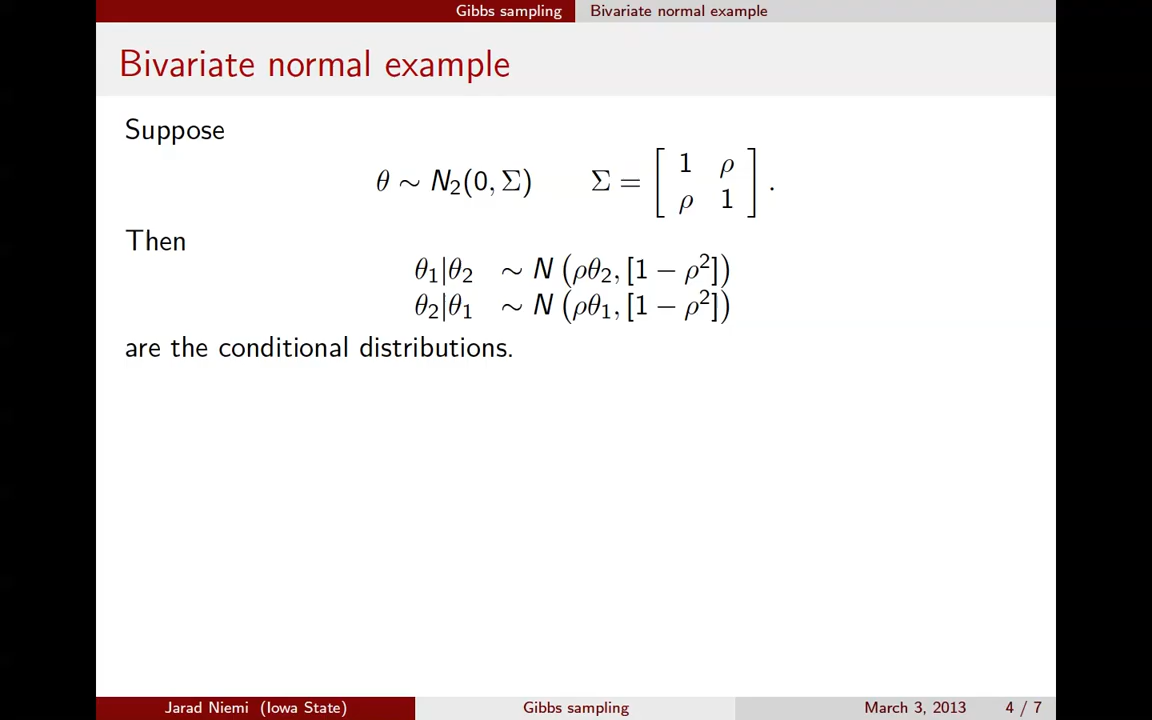 Gibbs sampling Bivariate normal example
Bivariate normal example
Suppose
θ ∼ N₂(0, Σ) Σ = [ 1 ρ
ρ 1 ] .
Then
θ₁|θ₂ ∼ N (ρθ₂, [1 − ρ²])
θ₂|θ₁ ∼ N (ρθ₁, [1 − ρ²])
are the conditional distributions.
Jarad Niemi (Iowa State) Gibbs sampling March 3, 2013 4 / 7